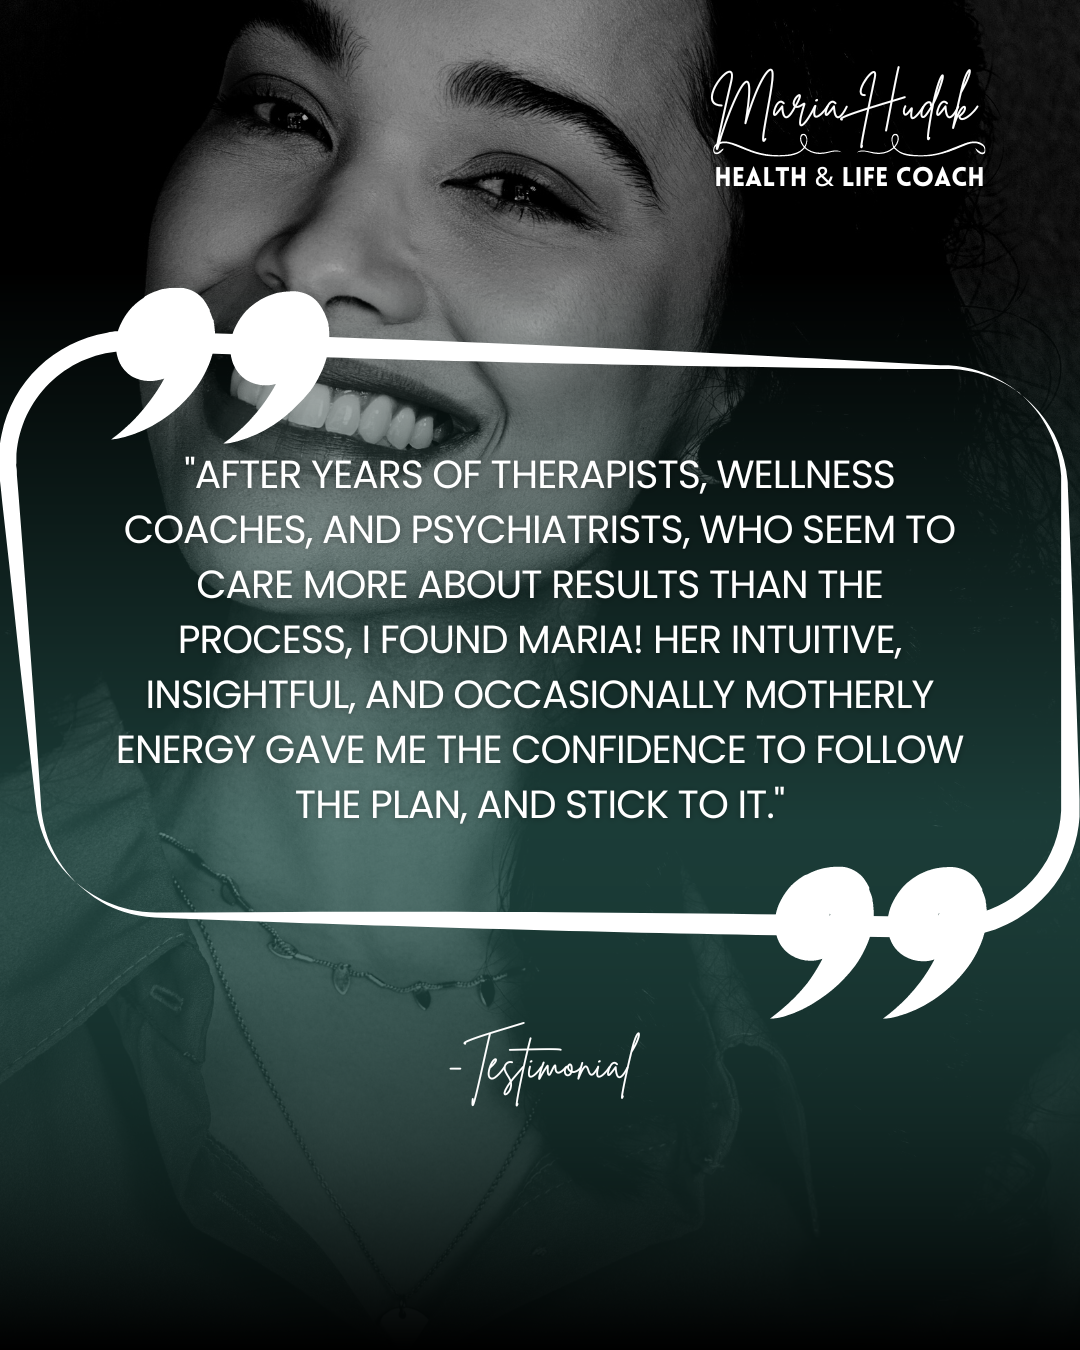 Maria Hudak
HEALTH & LIFE COACH
"AFTER YEARS OF THERAPISTS, WELLNESS
COACHES, AND PSYCHIATRISTS, WHO SEEM TO
CARE MORE ABOUT RESULTS THAN THE
PROCESS, I FOUND MARIA! HER INTUITIVE,
INSIGHTFUL, AND OCCASIONALLY MOTHERLY
ENERGY GAVE ME THE CONFIDENCE TO FOLLOW
THE PLAN, AND STICK TO IT."
-Testimonial